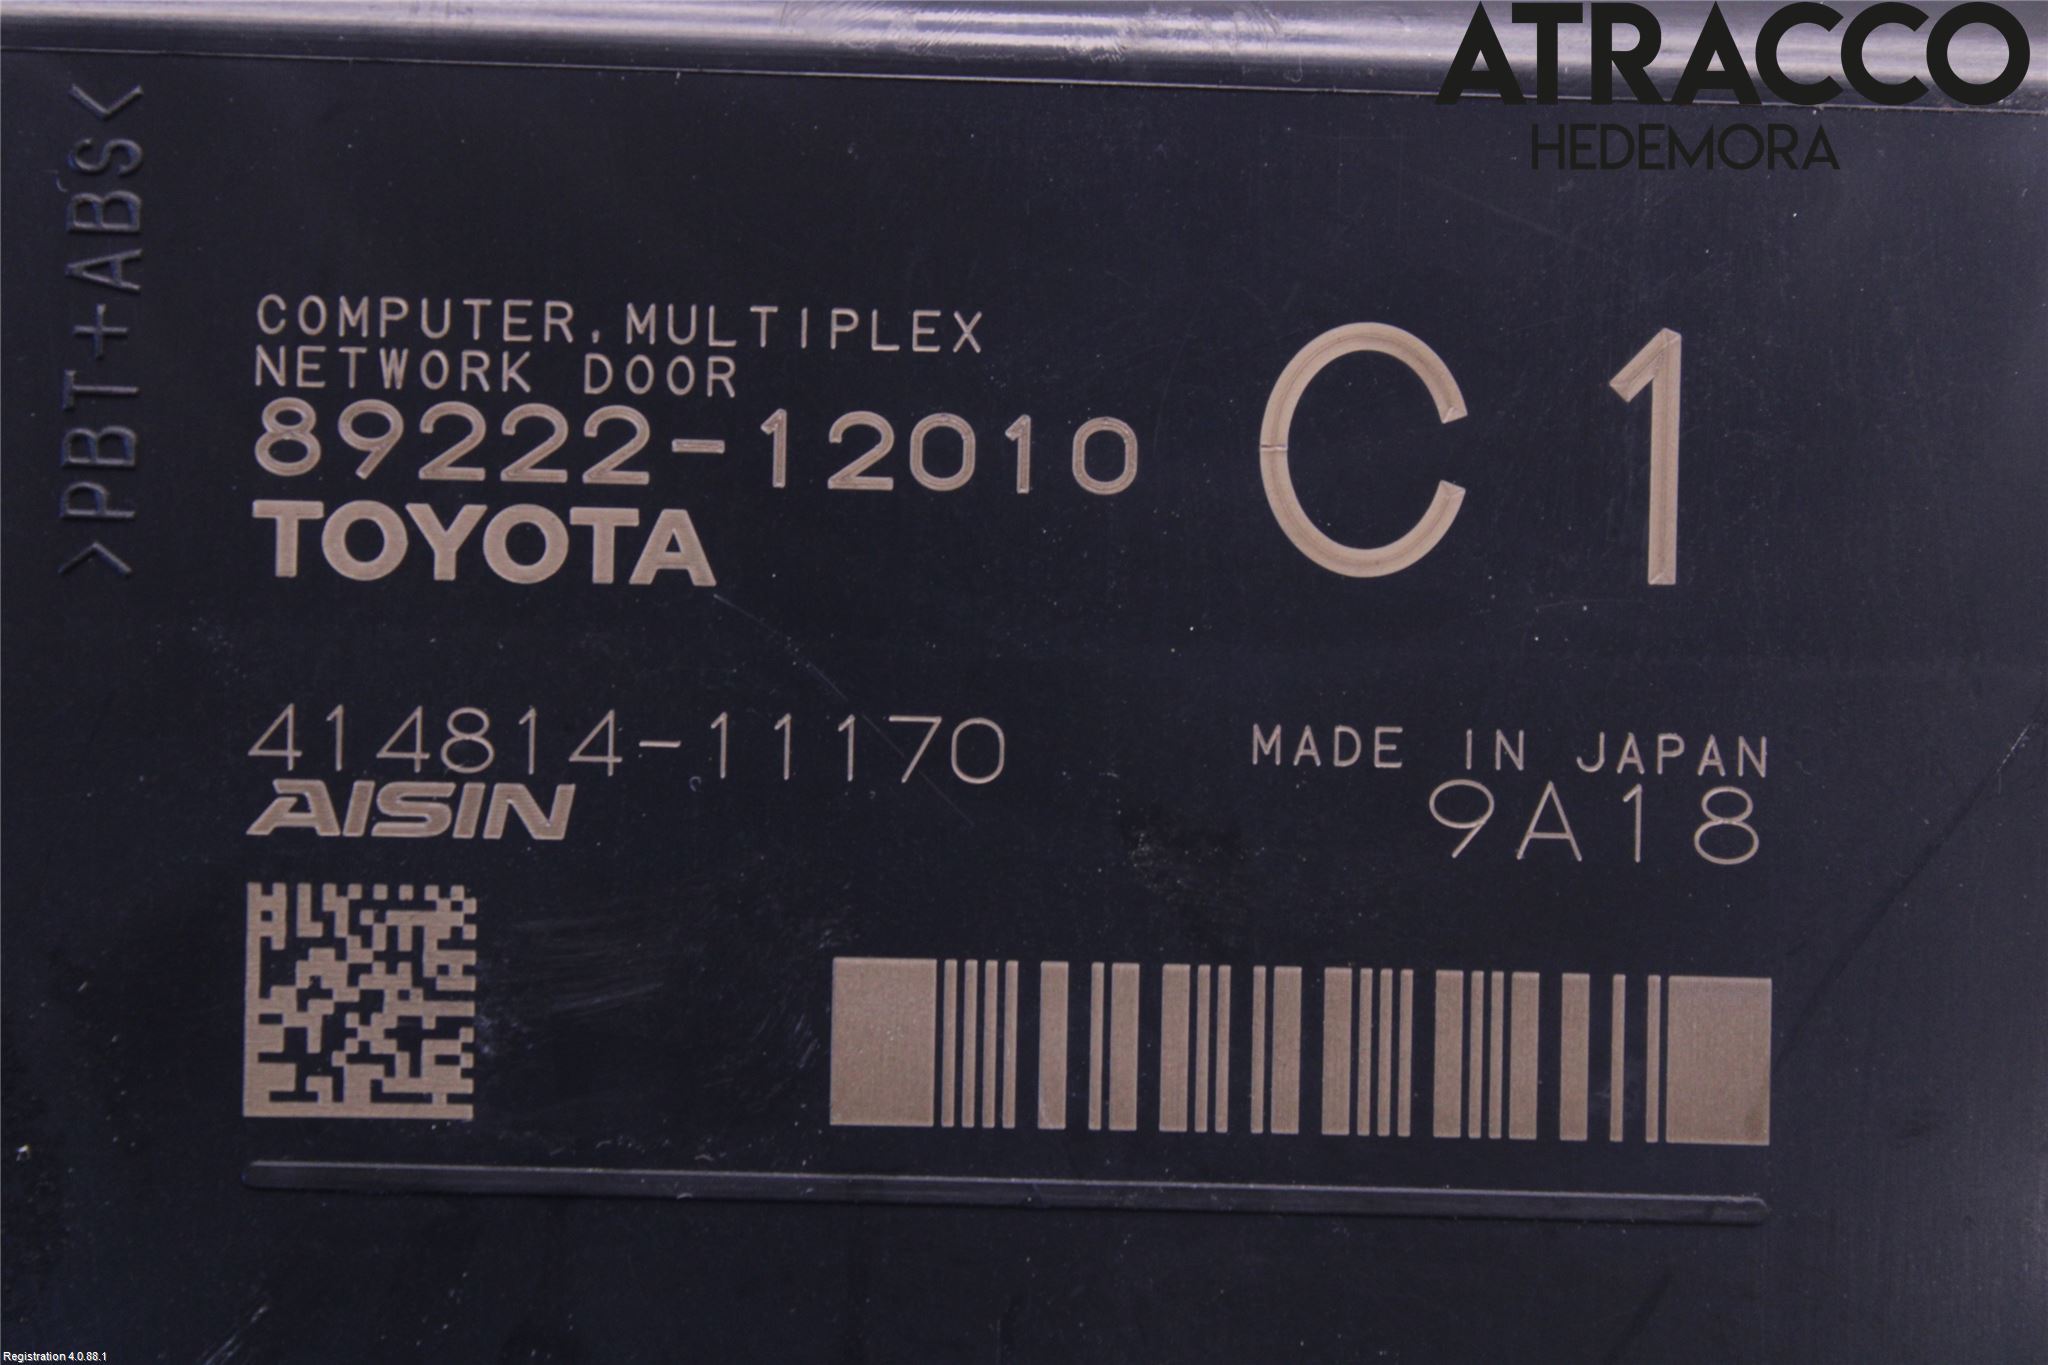 ATRACCO
HEDEMORA
>PBT+ABS<
COMPUTER, MULTIPLEX
NETWORK DOOR
89222-12010
TOYOTA
C1
414814-11170
AISIN
MADE IN JAPAN
9A18
Registration 4.0.88.1